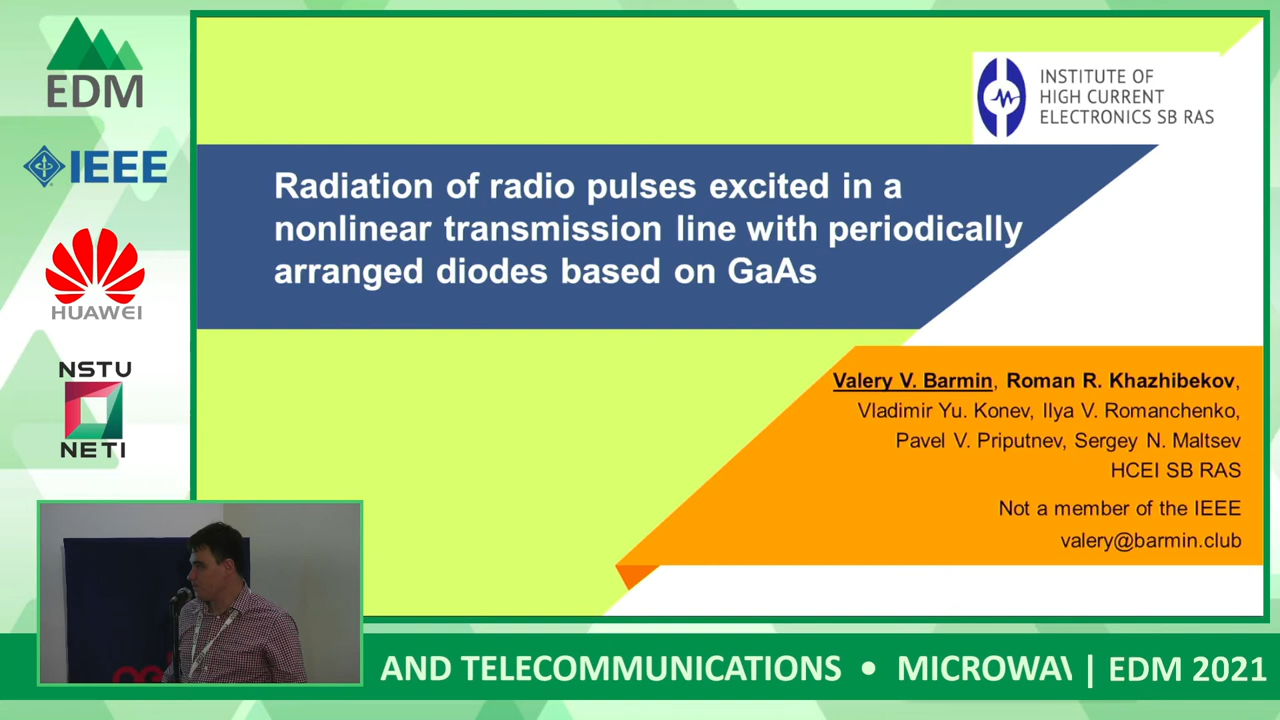 EDM
IEEE
HUAWEI
NSTU
NETI
INSTITUTE OF
HIGH CURRENT
ELECTRONICS SB RAS
Radiation of radio pulses excited in a
nonlinear transmission line with periodically
arranged diodes based on GaAs
Valery V. Barmin, Roman R. Khazhibekov,
Vladimir Yu. Konev, Ilya V. Romanchenko,
Pavel V. Priputnev, Sergey N. Maltsev
HCEI SB RAS
Not a member of the IEEE
valery@barmin.club
AND TELECOMMUNICATIONS • MICROWAV | EDM 2021